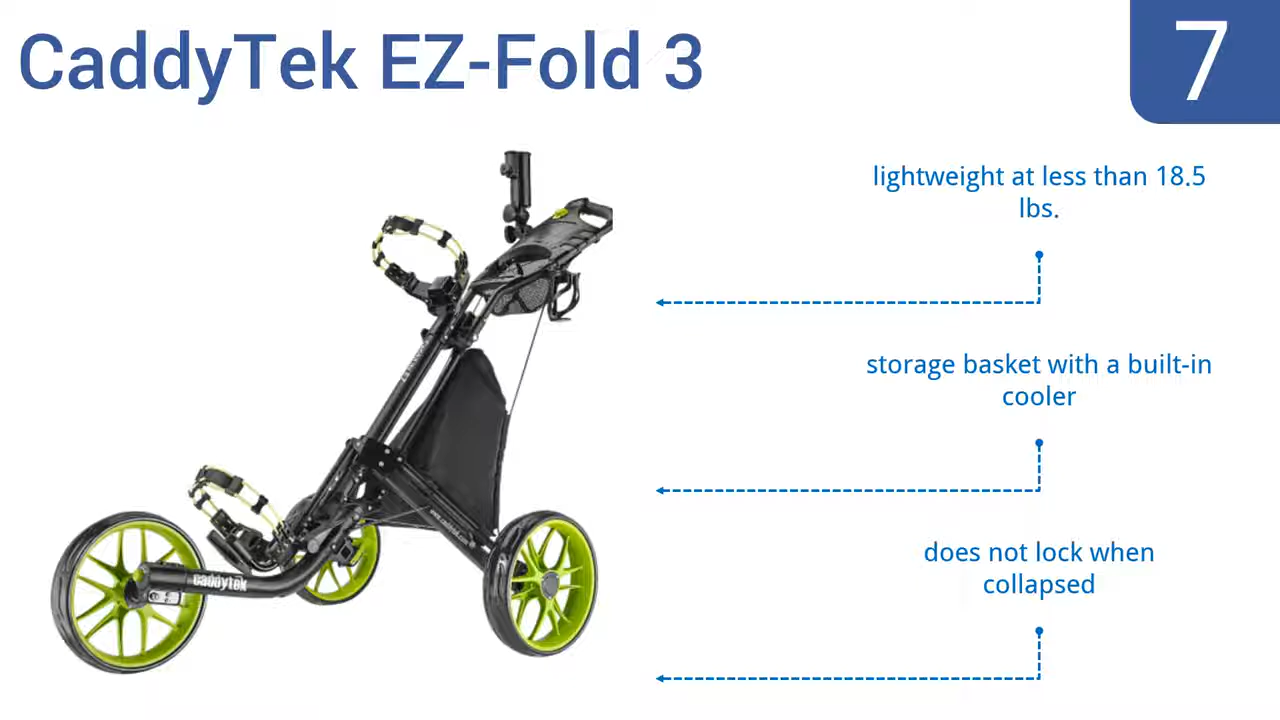 CaddyTek EZ-Fold 3
7
lightweight at less than 18.5
lbs.
storage basket with a built-in
cooler
does not lock when
collapsed
caddytek